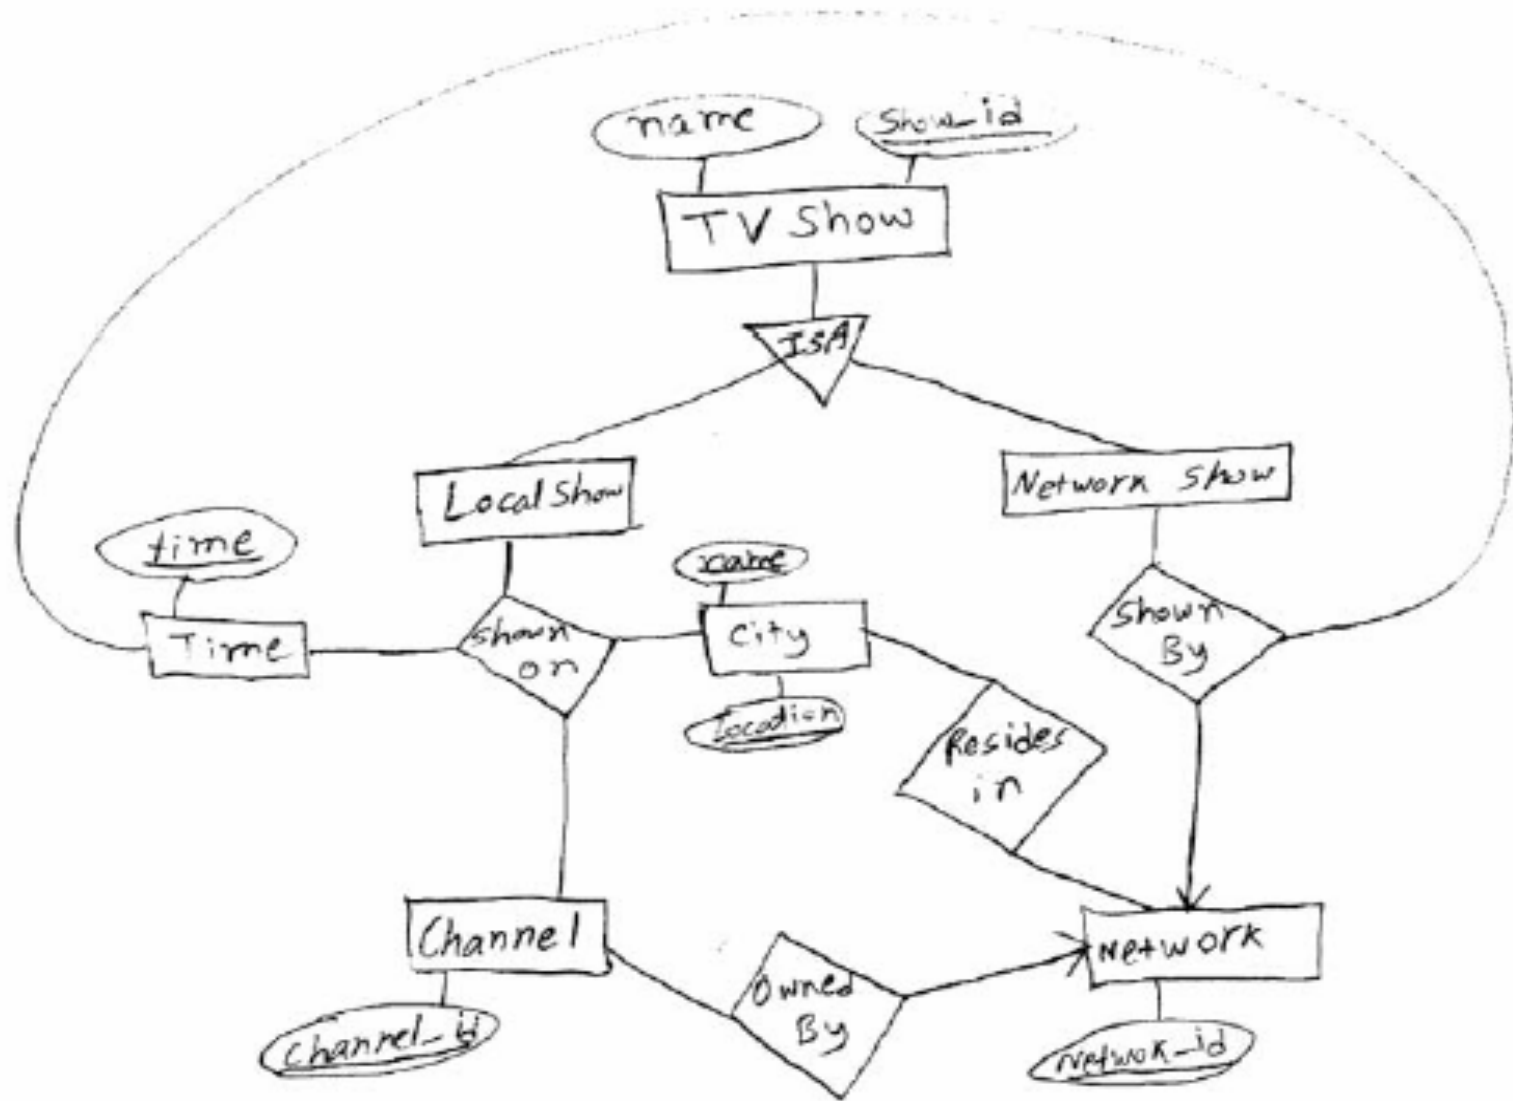 name
Show_id
TV Show
ISA
Local Show
Network Show
time
name
Time
Shown
on
City
Shown
By
Location
Resides
in
Channel
Owned
By
Network
Channel_id
Netwok_id